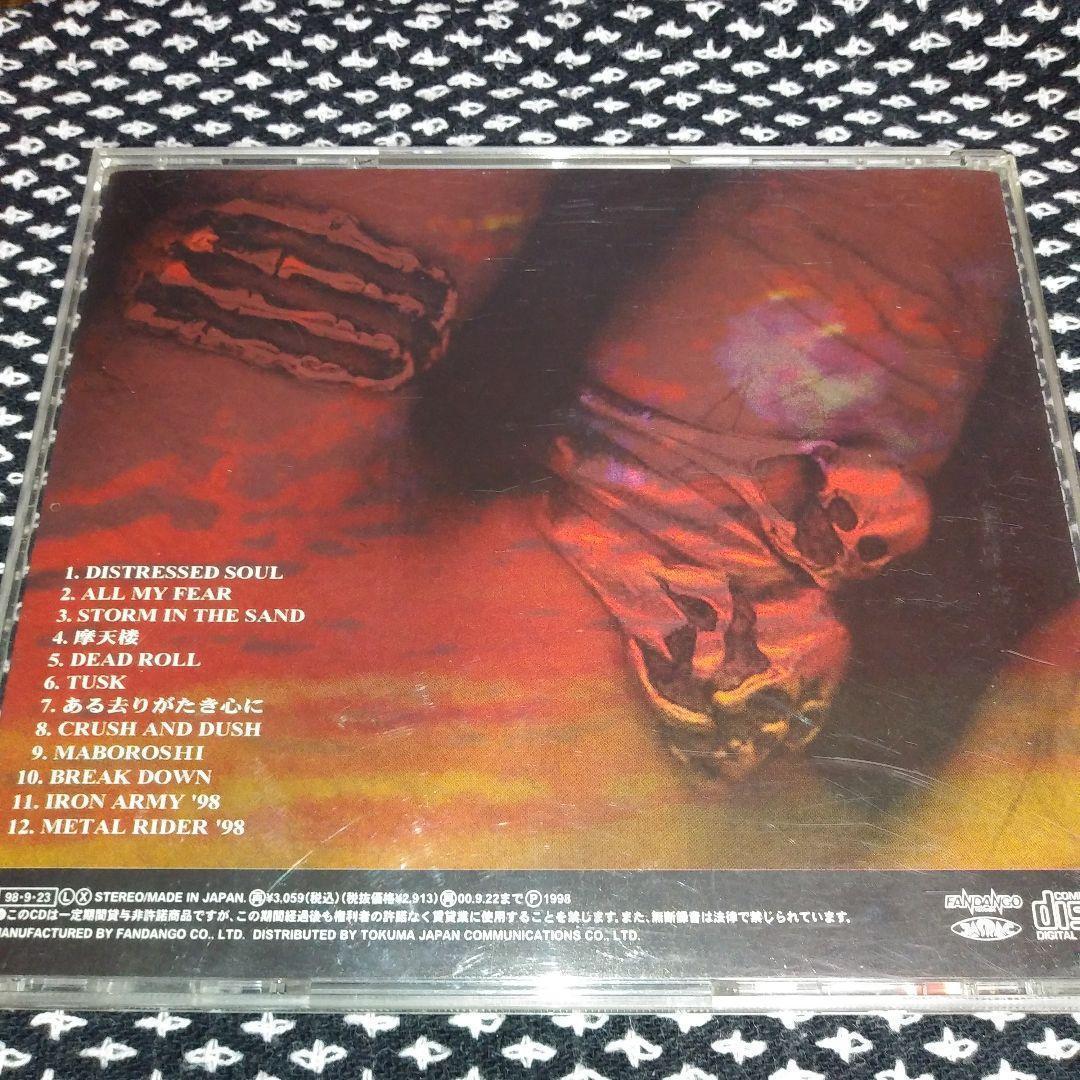 1. DISTRESSED SOUL
2. ALL MY FEAR
3. STORM IN THE SAND
4. 摩天楼
5. DEAD ROLL
6. TUSK
7. ある去りがたき心に
8. CRUSH AND DUSH
9. MABOROSHI
10. BREAK DOWN
11. IRON ARMY '98
12. METAL RIDER '98
98・9・23 Ⓛ Ⓧ STEREO/MADE IN JAPAN. 再¥3,059(税込)(税抜価格¥2,913) 再00.9.22まで Ⓟ1998
このCDは一定期間貸与非許諾商品ですが、この期間経過後も権利者の許諾なく賃貸業に使用することを禁じます。また、無断録音は法律で禁じられています。
MANUFACTURED BY FANDANGO CO., LTD. DISTRIBUTED BY TOKUMA JAPAN COMMUNICATIONS CO., LTD.
FANDANGO
JASRAC
DIGITAL